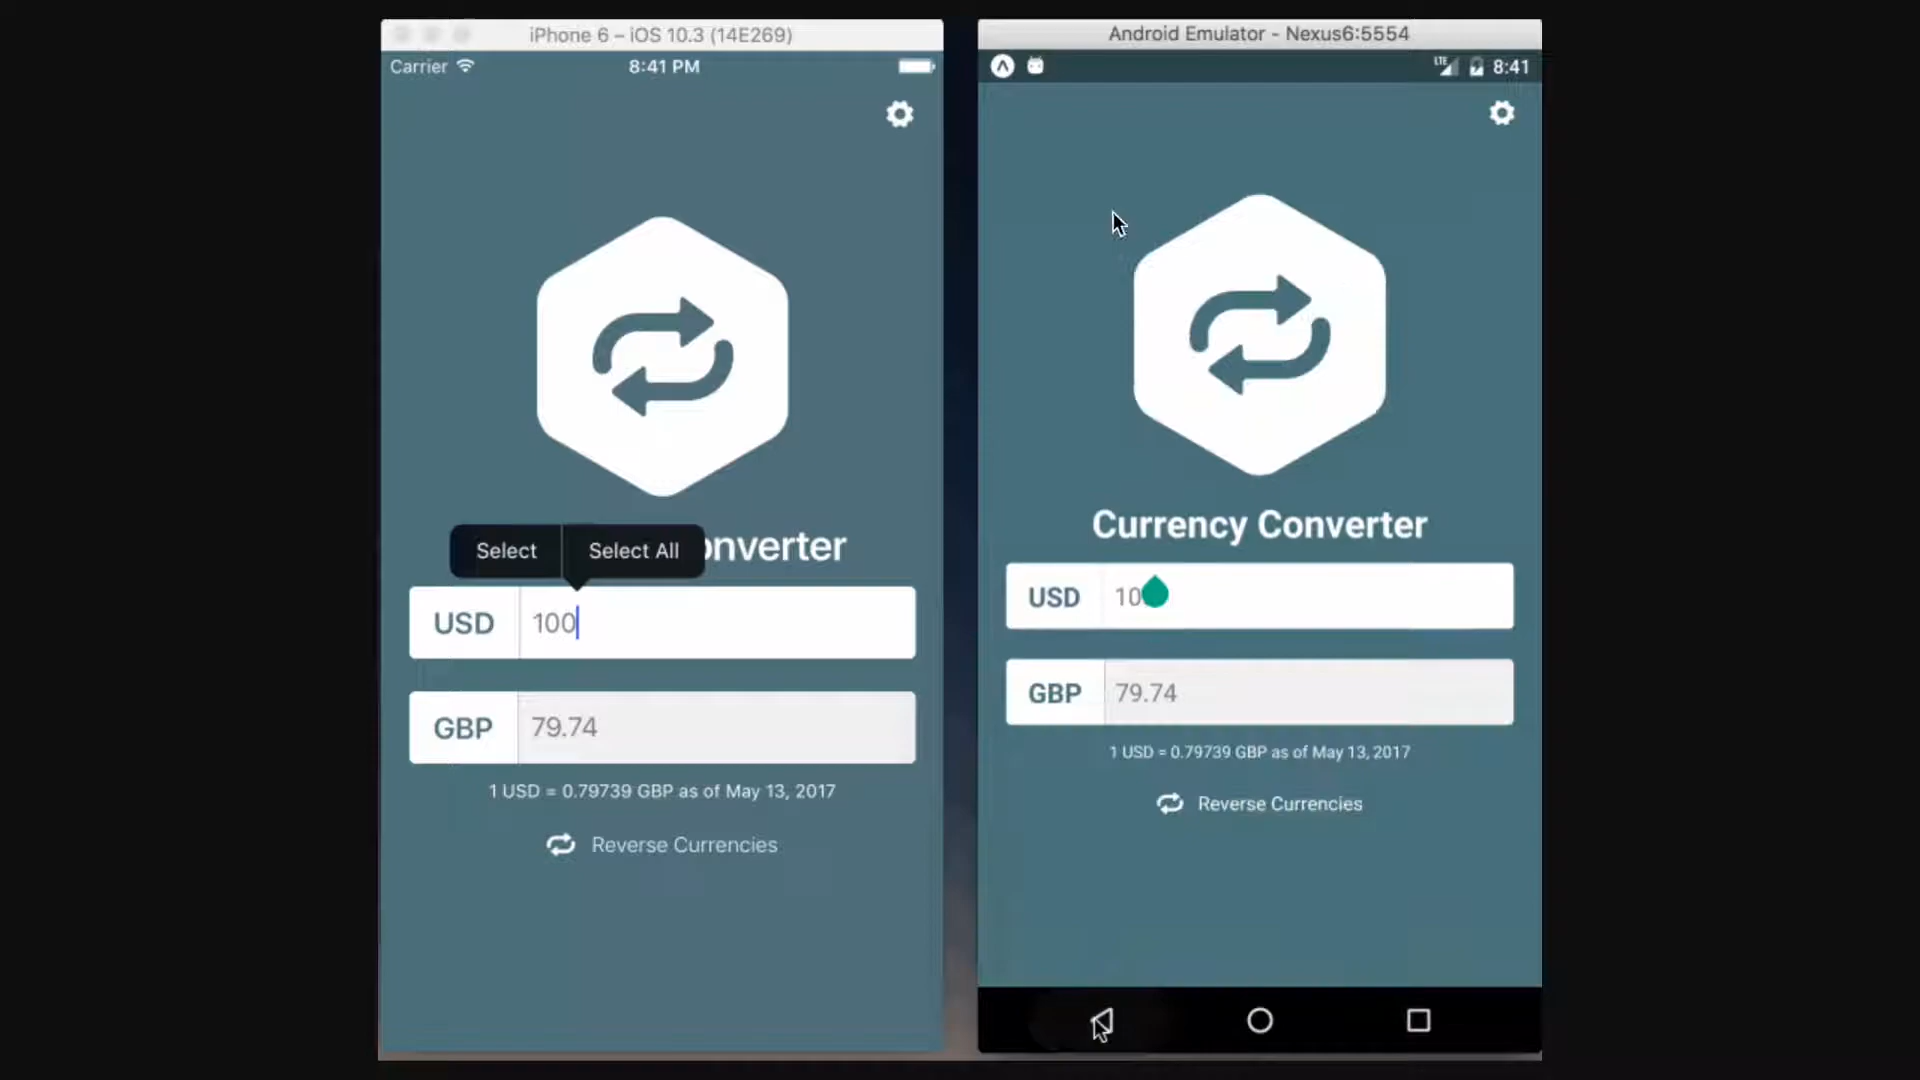 iPhone 6 – iOS 10.3 (14E269)
Carrier
8:41 PM
Select
Select All
onverter
USD
100
GBP
79.74
1 USD = 0.79739 GBP as of May 13, 2017
Reverse Currencies
Android Emulator - Nexus6:5554
LTE
8:41
Currency Converter
USD
10
GBP
79.74
1 USD = 0.79739 GBP as of May 13, 2017
Reverse Currencies